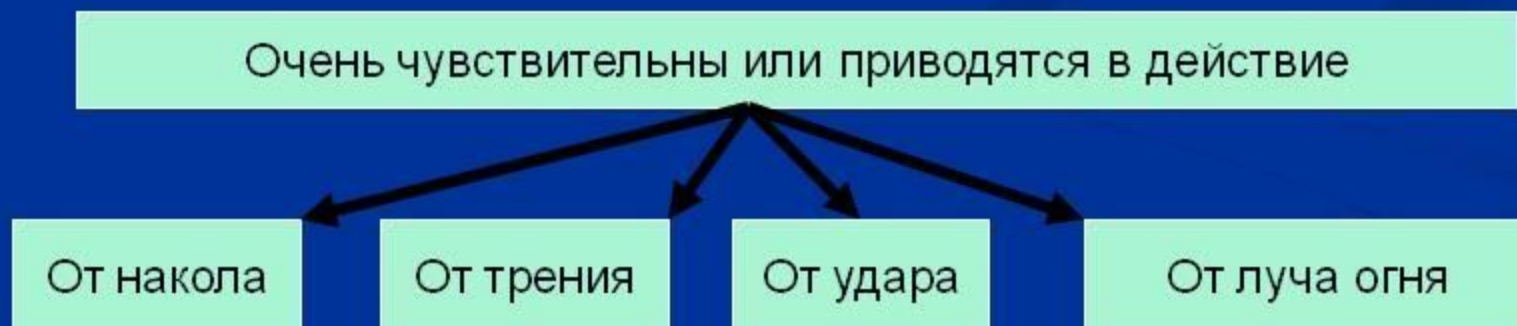 Очень чувствительны или приводятся в действие
От накола
От трения
От удара
От луча огня